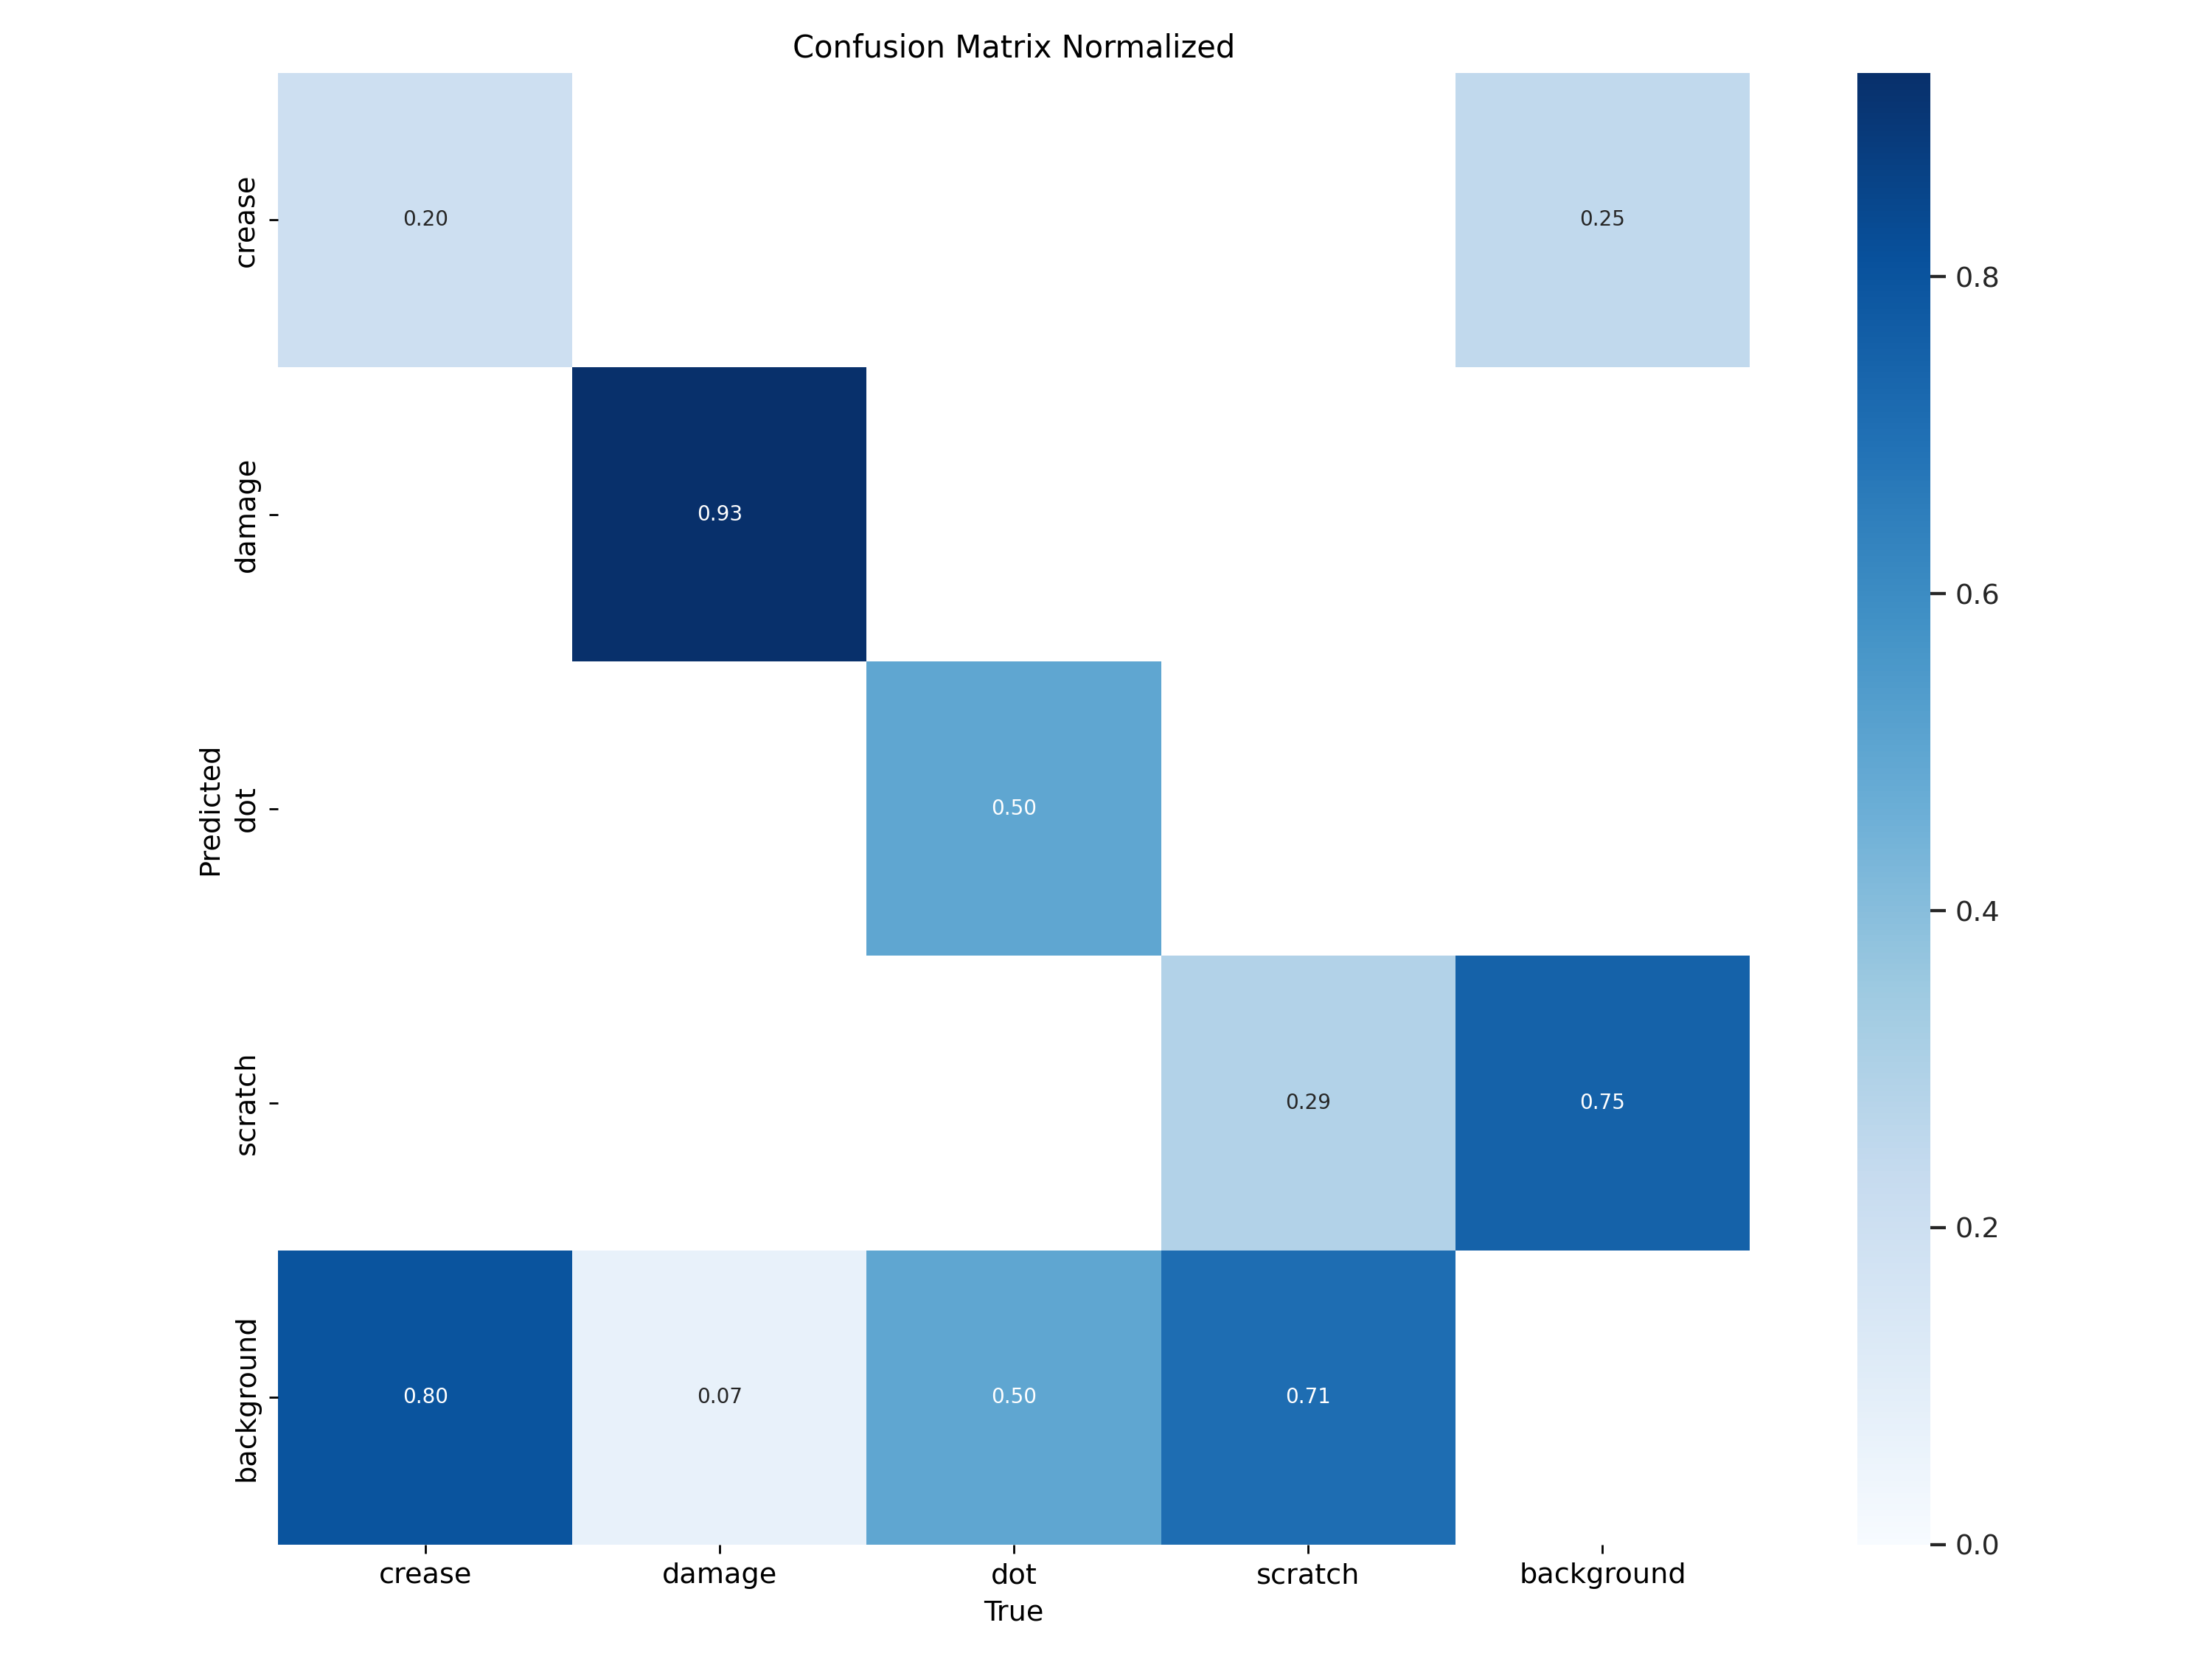 Confusion Matrix Normalized
crease
0.20
0.25
damage
0.93
Predicted
dot
0.50
scratch
0.29
0.75
background
0.80
0.07
0.50
0.71
crease
damage
dot
scratch
background
True
0.8
0.6
0.4
0.2
0.0